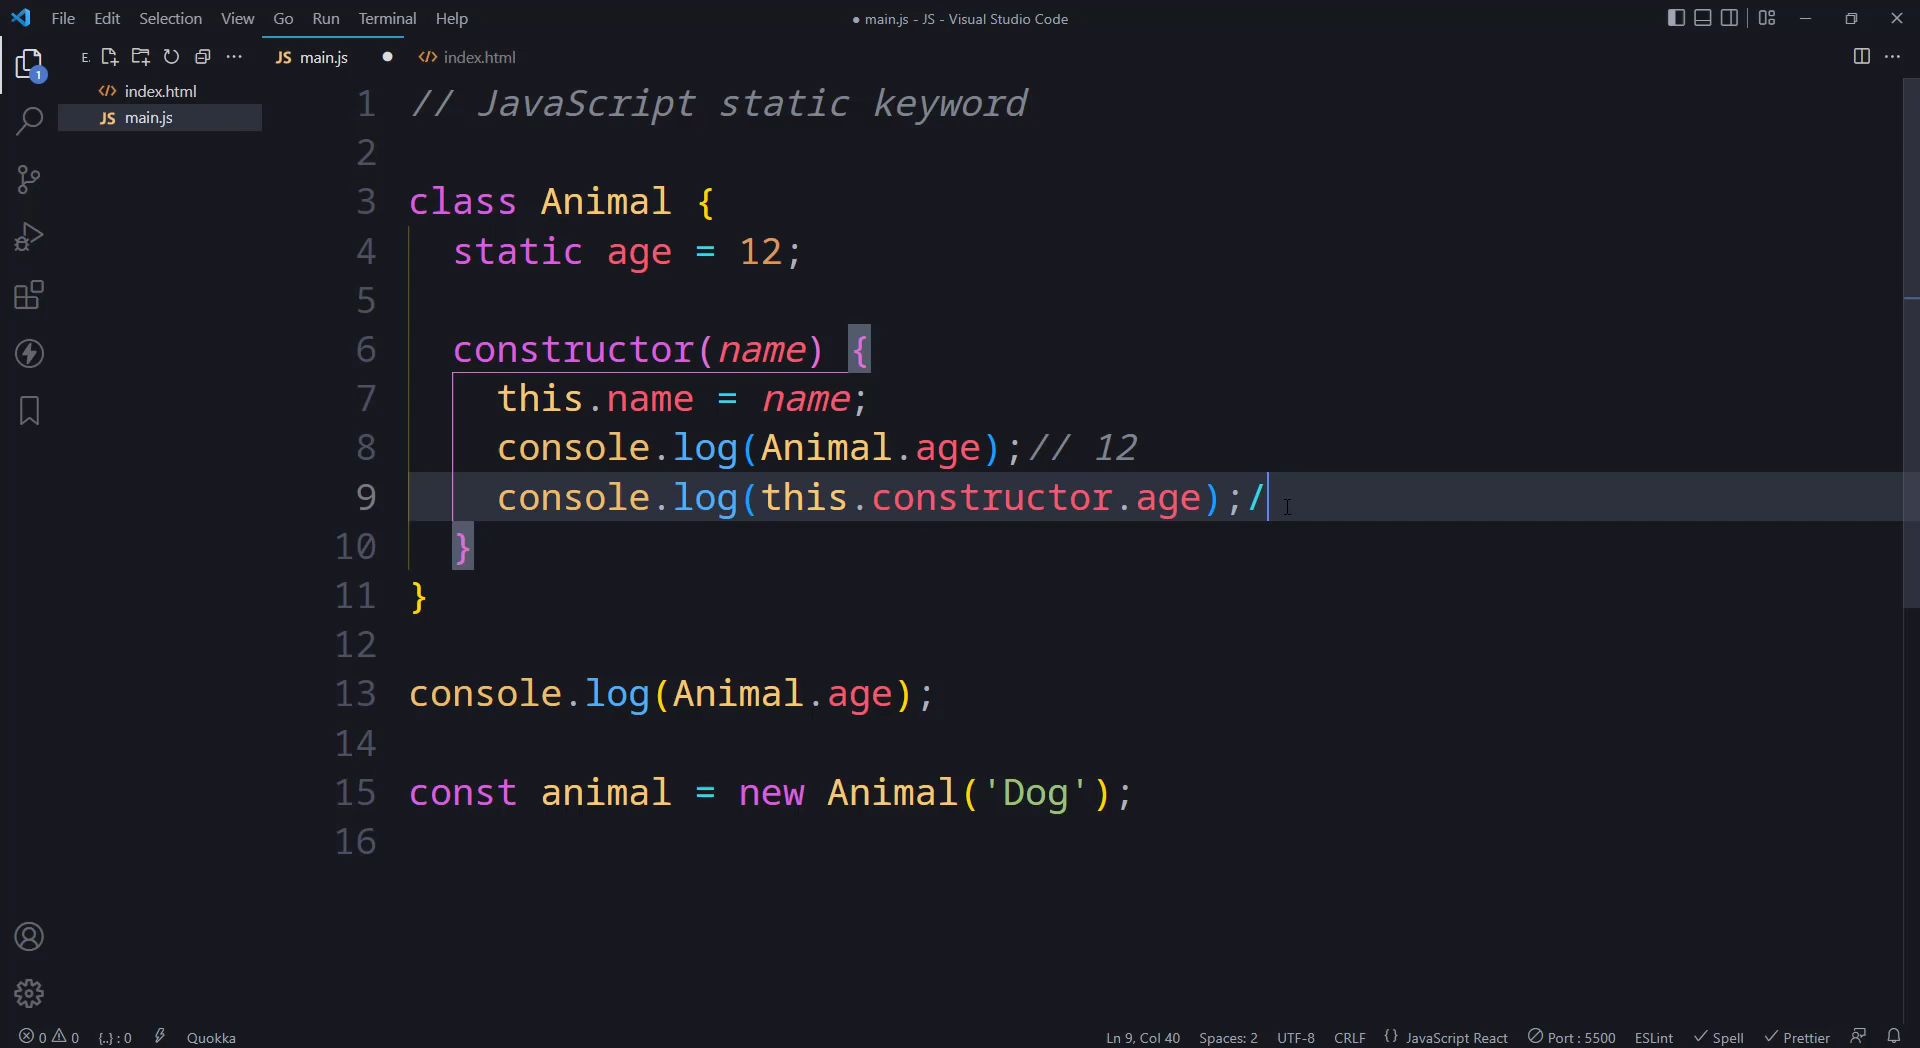 File Edit Selection View Go Run Terminal Help
● main.js - JS - Visual Studio Code
E.
JS main.js ●
index.html
1
index.html
JS main.js
1 // JavaScript static keyword
2
3 class Animal {
4 static age = 12;
5
6 constructor(name) {
7 this.name = name;
8 console.log(Animal.age);// 12
9 console.log(this.constructor.age);/
10 }
11 }
12
13 console.log(Animal.age);
14
15 const animal = new Animal('Dog');
16
0 0 {..} : 0 Quokka
Ln 9, Col 40 Spaces: 2 UTF-8 CRLF {} JavaScript React Port : 5500 ESLint Spell Prettier